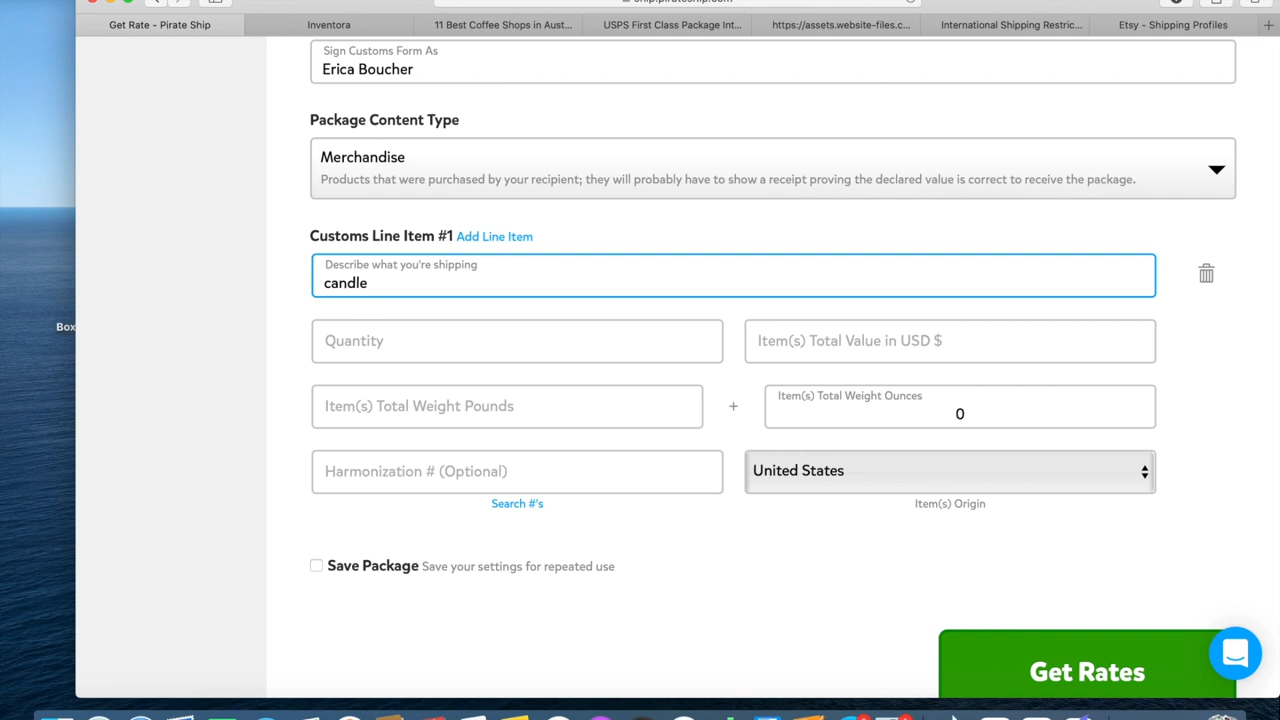 ship.pirateship.com
Get Rate - Pirate Ship
Inventora
11 Best Coffee Shops in Aust...
USPS First Class Package Int...
https://assets.website-files.c...
International Shipping Restric...
Etsy - Shipping Profiles
Sign Customs Form As
Erica Boucher
Package Content Type
Merchandise
Products that were purchased by your recipient; they will probably have to show a receipt proving the declared value is correct to receive the package.
Customs Line Item #1 Add Line Item
Describe what you're shipping
candle
Box
Quantity
Item(s) Total Value in USD $
Item(s) Total Weight Pounds
+
Item(s) Total Weight Ounces
0
Harmonization # (Optional)
United States
Search #'s
Item(s) Origin
Save Package Save your settings for repeated use
Get Rates